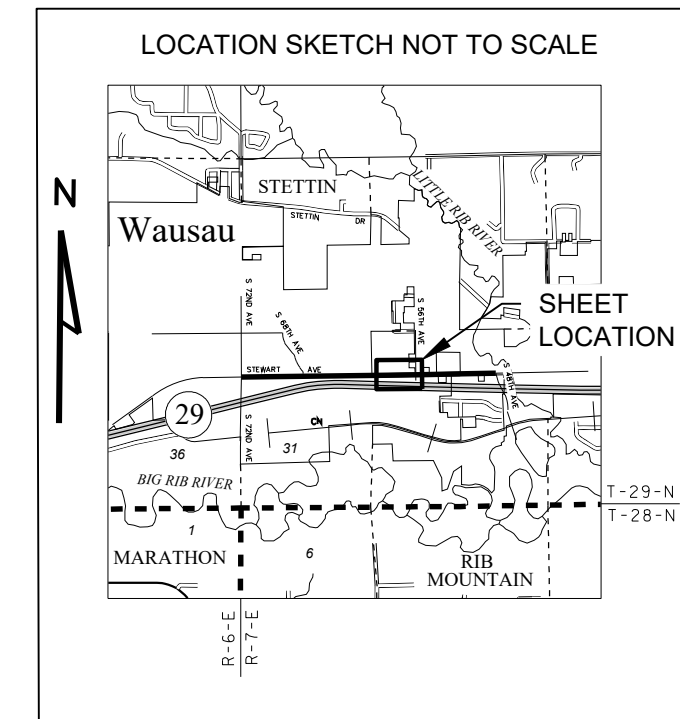 LOCATION SKETCH NOT TO SCALE
N
STETTIN
STETTIN DR
LITTLE RIB RIVER
Wausau
S 72ND AVE
S 68TH AVE
S 56TH AVE
SHEET
LOCATION
STEWART AVE
S 48TH AVE
29
S 72ND AVE
CN
36
31
BIG RIB RIVER
T-29-N
T-28-N
1
6
MARATHON
RIB
MOUNTAIN
R-6-E
R-7-E